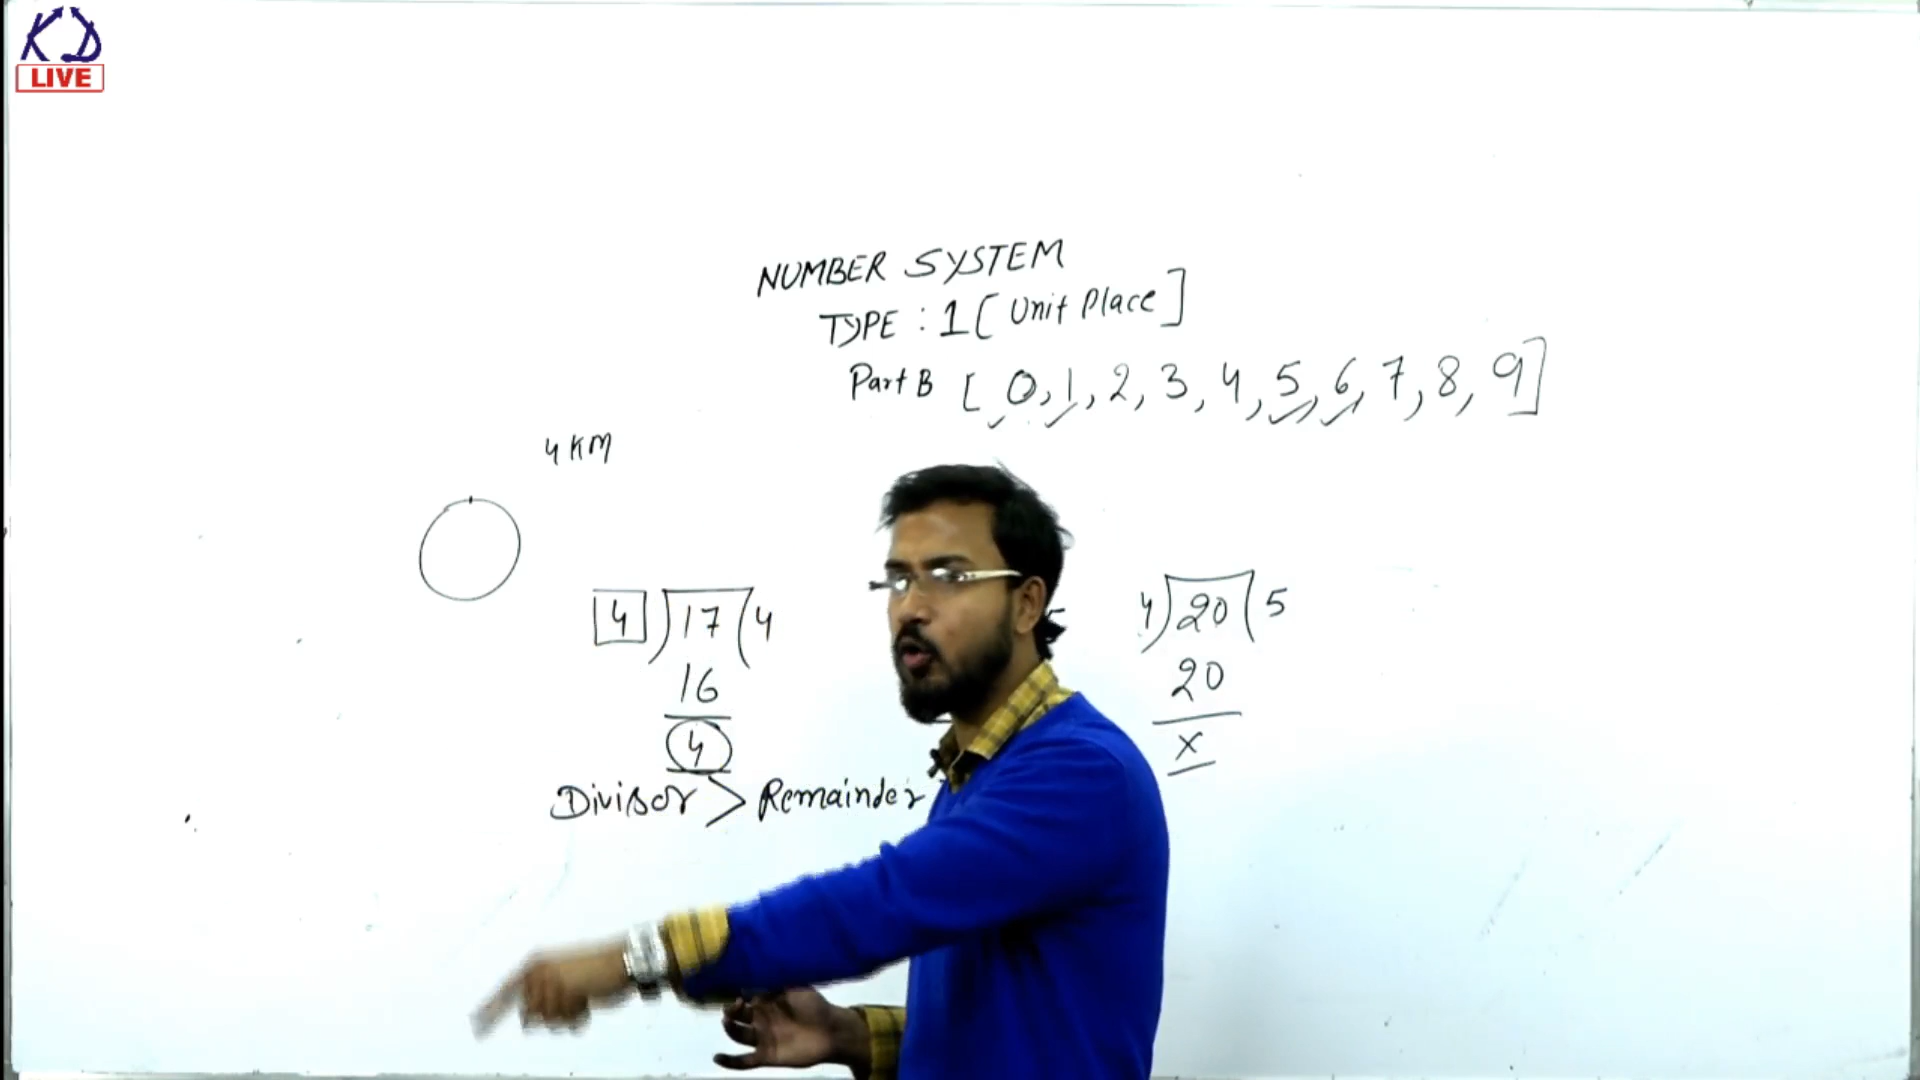 KD
LIVE
NUMBER SYSTEM
TYPE : 1 [ Unit Place ]
Part B [ 0, 1, 2, 3, 4, 5, 6, 7, 8, 9 ]
4 KM
4 ) 17 ( 4
16
4
Divisor > Remainder
4 ) 20 ( 5
20
x